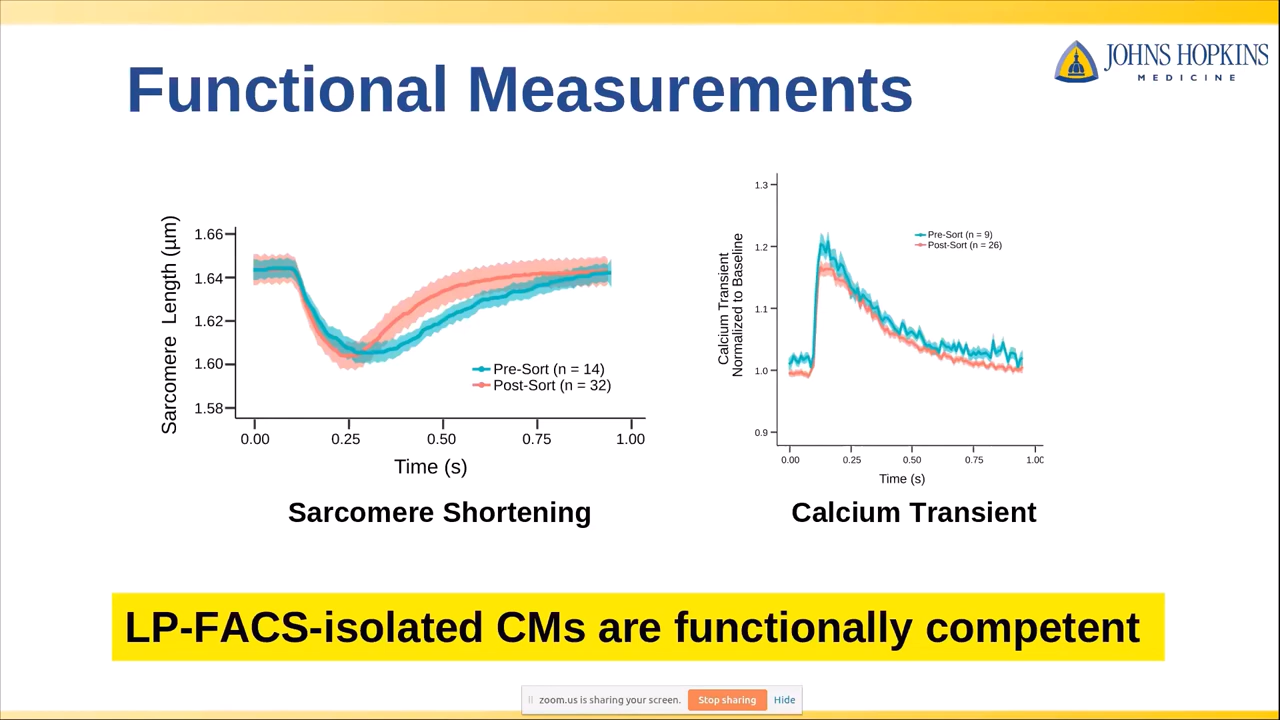 Functional Measurements
JOHNS HOPKINS
MEDICINE
Sarcomere Length (µm)
1.66
1.64
1.62
1.60
1.58
0.00
0.25
0.50
0.75
1.00
Time (s)
Pre-Sort (n = 14)
Post-Sort (n = 32)
Sarcomere Shortening
Calcium Transient
Normalized to Baseline
1.3
1.2
1.1
1.0
0.9
0.00
0.25
0.50
0.75
1.00
Time (s)
Pre-Sort (n = 9)
Post-Sort (n = 26)
Calcium Transient
LP-FACS-isolated CMs are functionally competent
zoom.us is sharing your screen.
Stop sharing
Hide